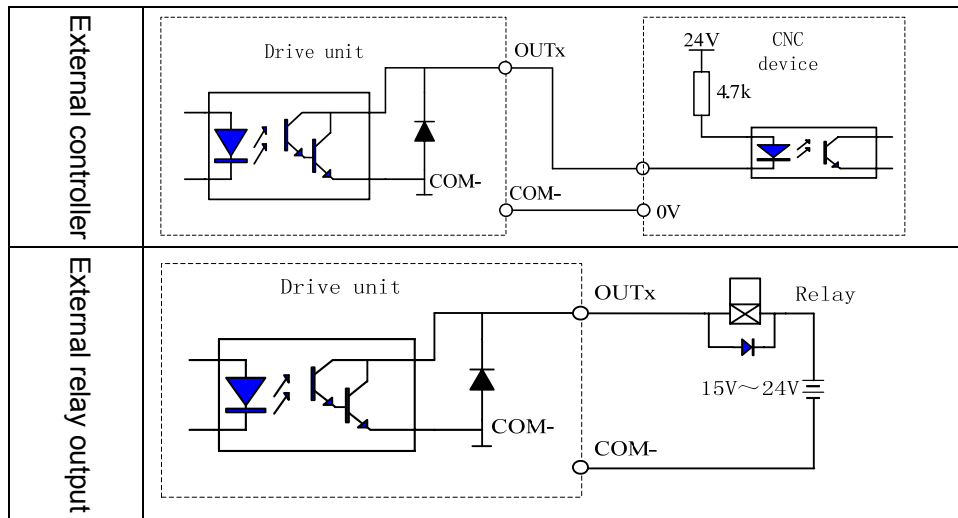 External controller
Drive unit
OUTx
24V
CNC
device
4.7k
COM-
COM-
0V
External relay output
Drive unit
OUTx
Relay
15V～24V
COM-
COM-